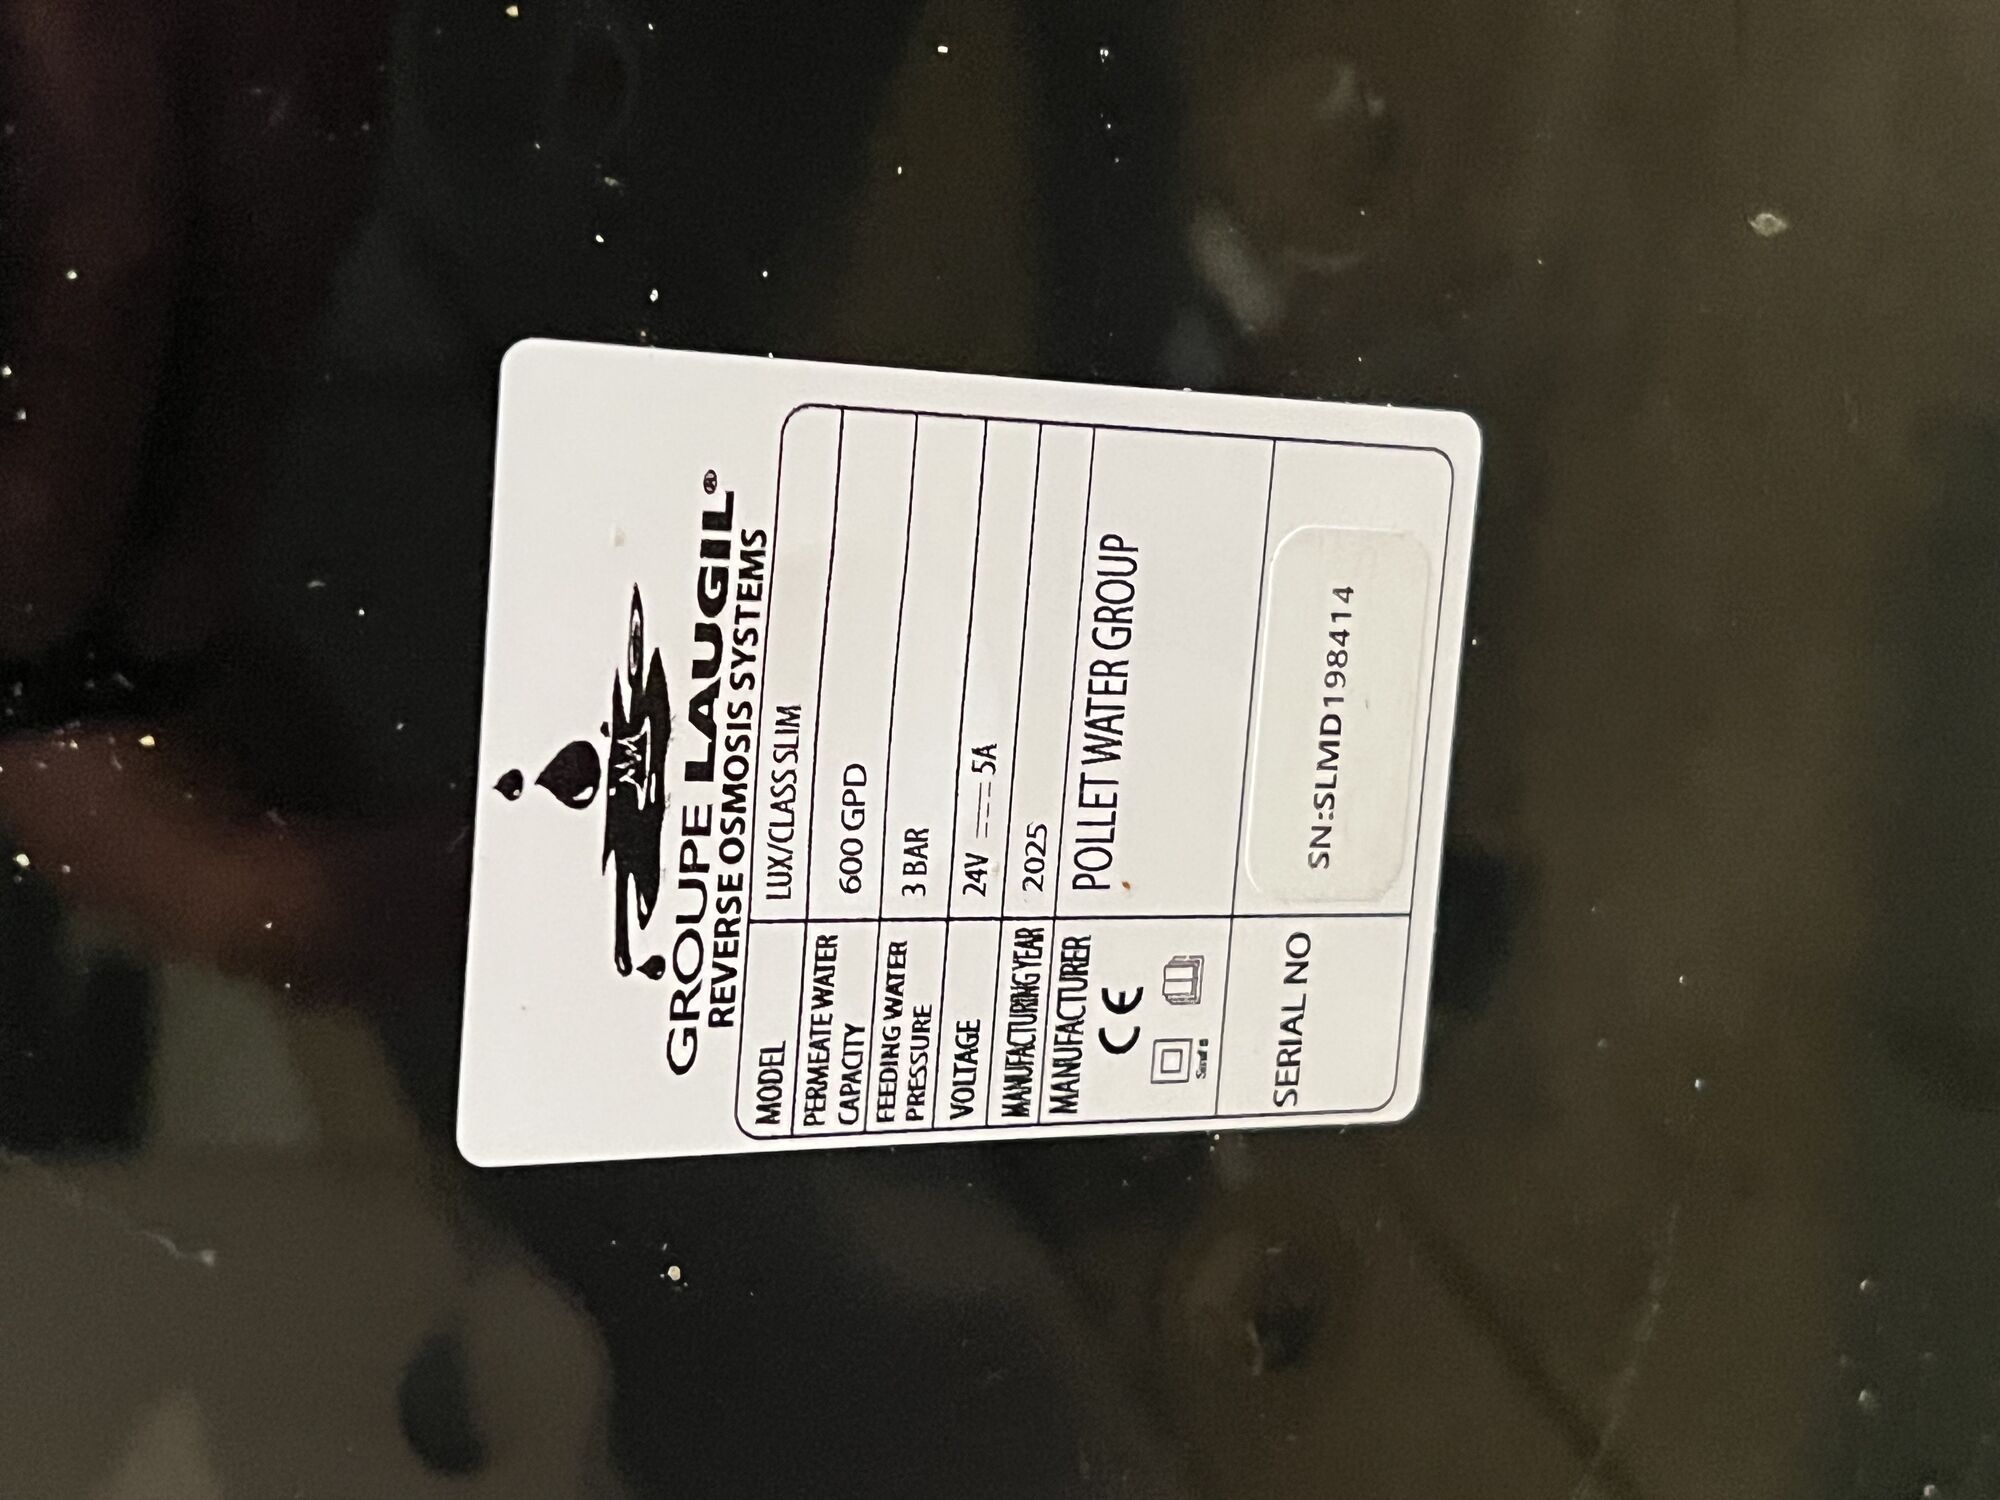 GROUPE LAUGIL®
REVERSE OSMOSIS SYSTEMS
MODEL LUX/CLASS SLIM
PERMEATE WATER CAPACITY 600 GPD
FEEDING WATER PRESSURE 3 BAR
VOLTAGE 24V 5A
MANUFACTURING YEAR 2025
MANUFACTURER POLLET WATER GROUP
CE
SERIAL NO SN:SLMD198414